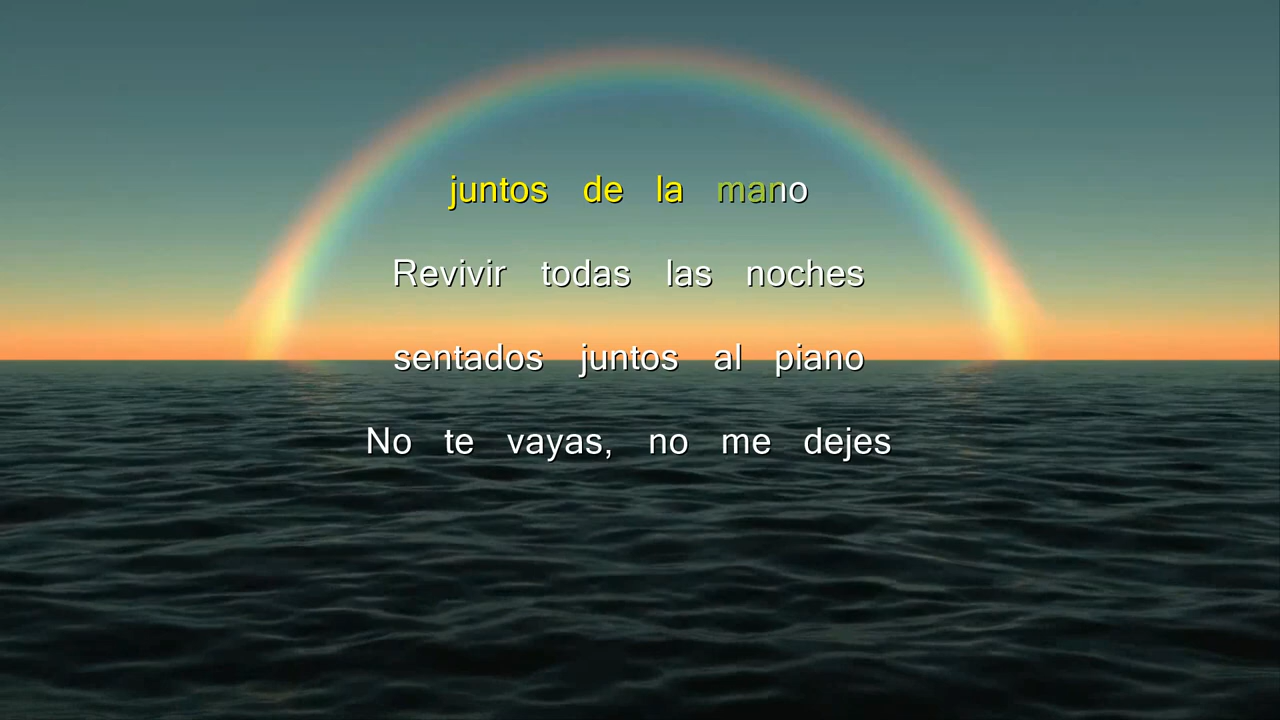 juntos de la mano
Revivir todas las noches
sentados juntos al piano
No te vayas, no me dejes